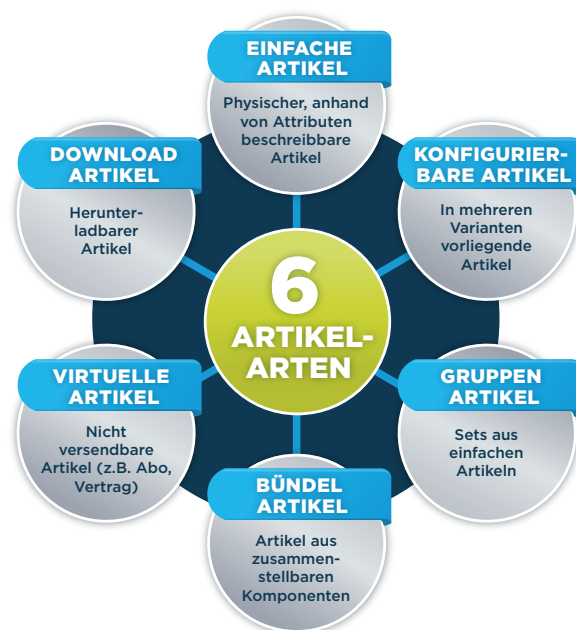 EINFACHE
ARTIKEL
Physischer, anhand
von Attributen
beschreibbare
Artikel
KONFIGURIER-
BARE ARTIKEL
In mehreren
Varianten
vorliegende
Artikel
GRUPPEN
ARTIKEL
Sets aus
einfachen
Artikeln
BÜNDEL
ARTIKEL
Artikel aus
zusammen-
stellbaren
Komponenten
VIRTUELLE
ARTIKEL
Nicht
versendbare
Artikel (z.B. Abo,
Vertrag)
DOWNLOAD
ARTIKEL
Herunter-
ladbarer
Artikel
6
ARTIKEL-
ARTEN